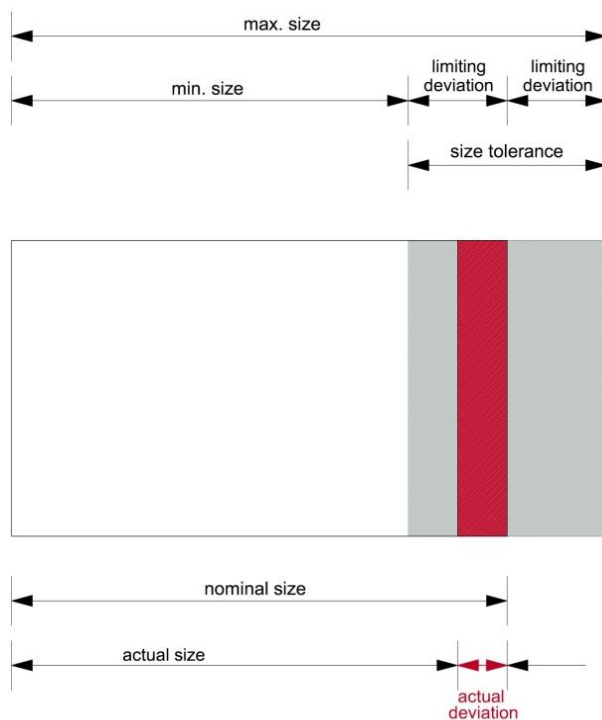 max. size
limiting deviation
limiting deviation
min. size
size tolerance
nominal size
actual size
actual deviation